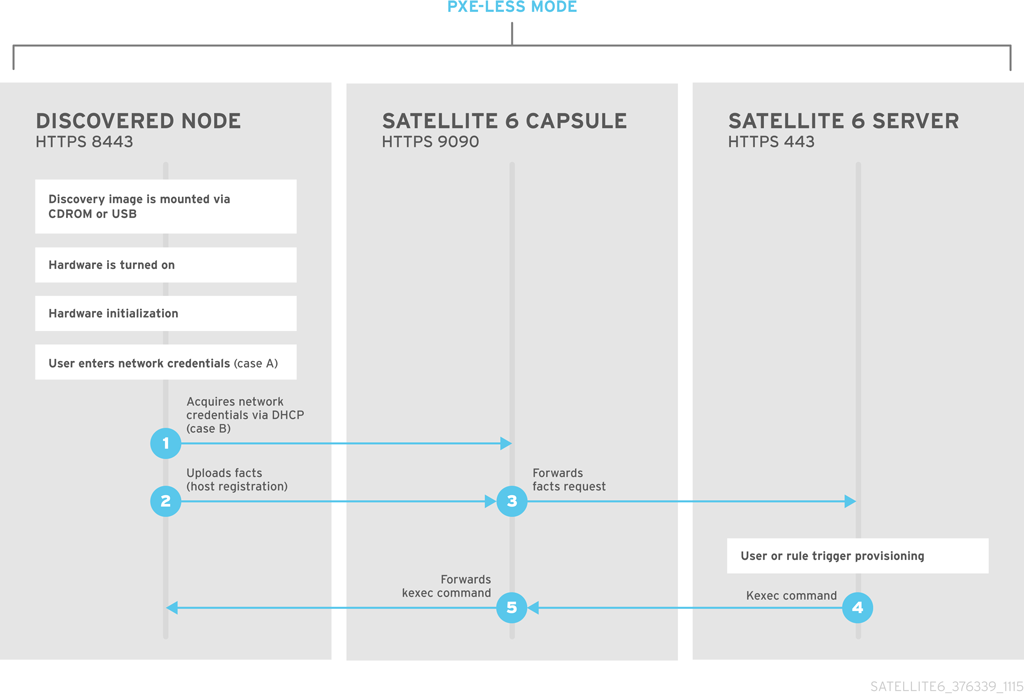 PXE-LESS MODE
DISCOVERED NODE
HTTPS 8443
SATELLITE 6 CAPSULE
HTTPS 9090
SATELLITE 6 SERVER
HTTPS 443
Discovery image is mounted via
CDROM or USB
Hardware is turned on
Hardware initialization
User enters network credentials (case A)
Acquires network
credentials via DHCP
(case B)
1
Uploads facts
(host registration)
2
Forwards
facts request
3
User or rule trigger provisioning
Kexec command
4
Forwards
kexec command
5
SATELLITE6_376339_1115